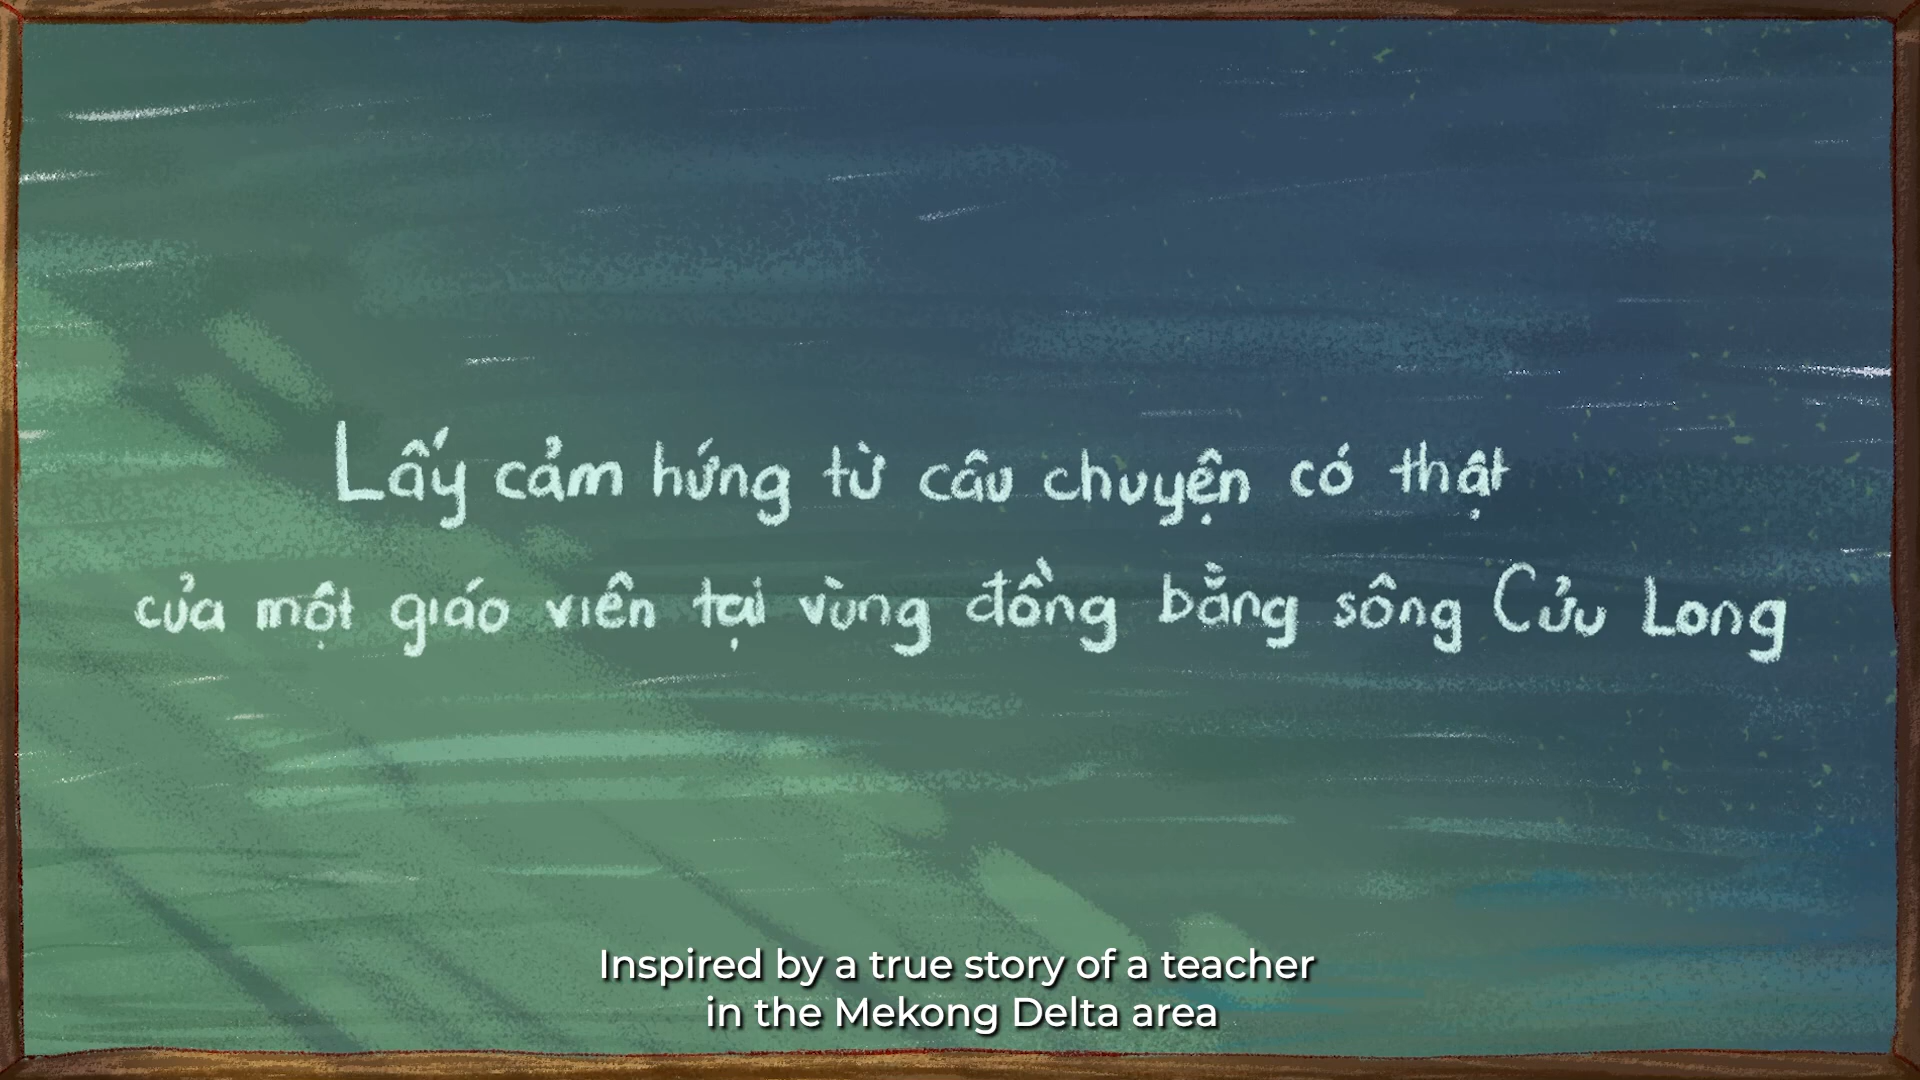 Lấy cảm hứng từ câu chuyện có thật
của một giáo viên tại vùng đồng bằng sông Cửu Long
Inspired by a true story of a teacher
in the Mekong Delta area